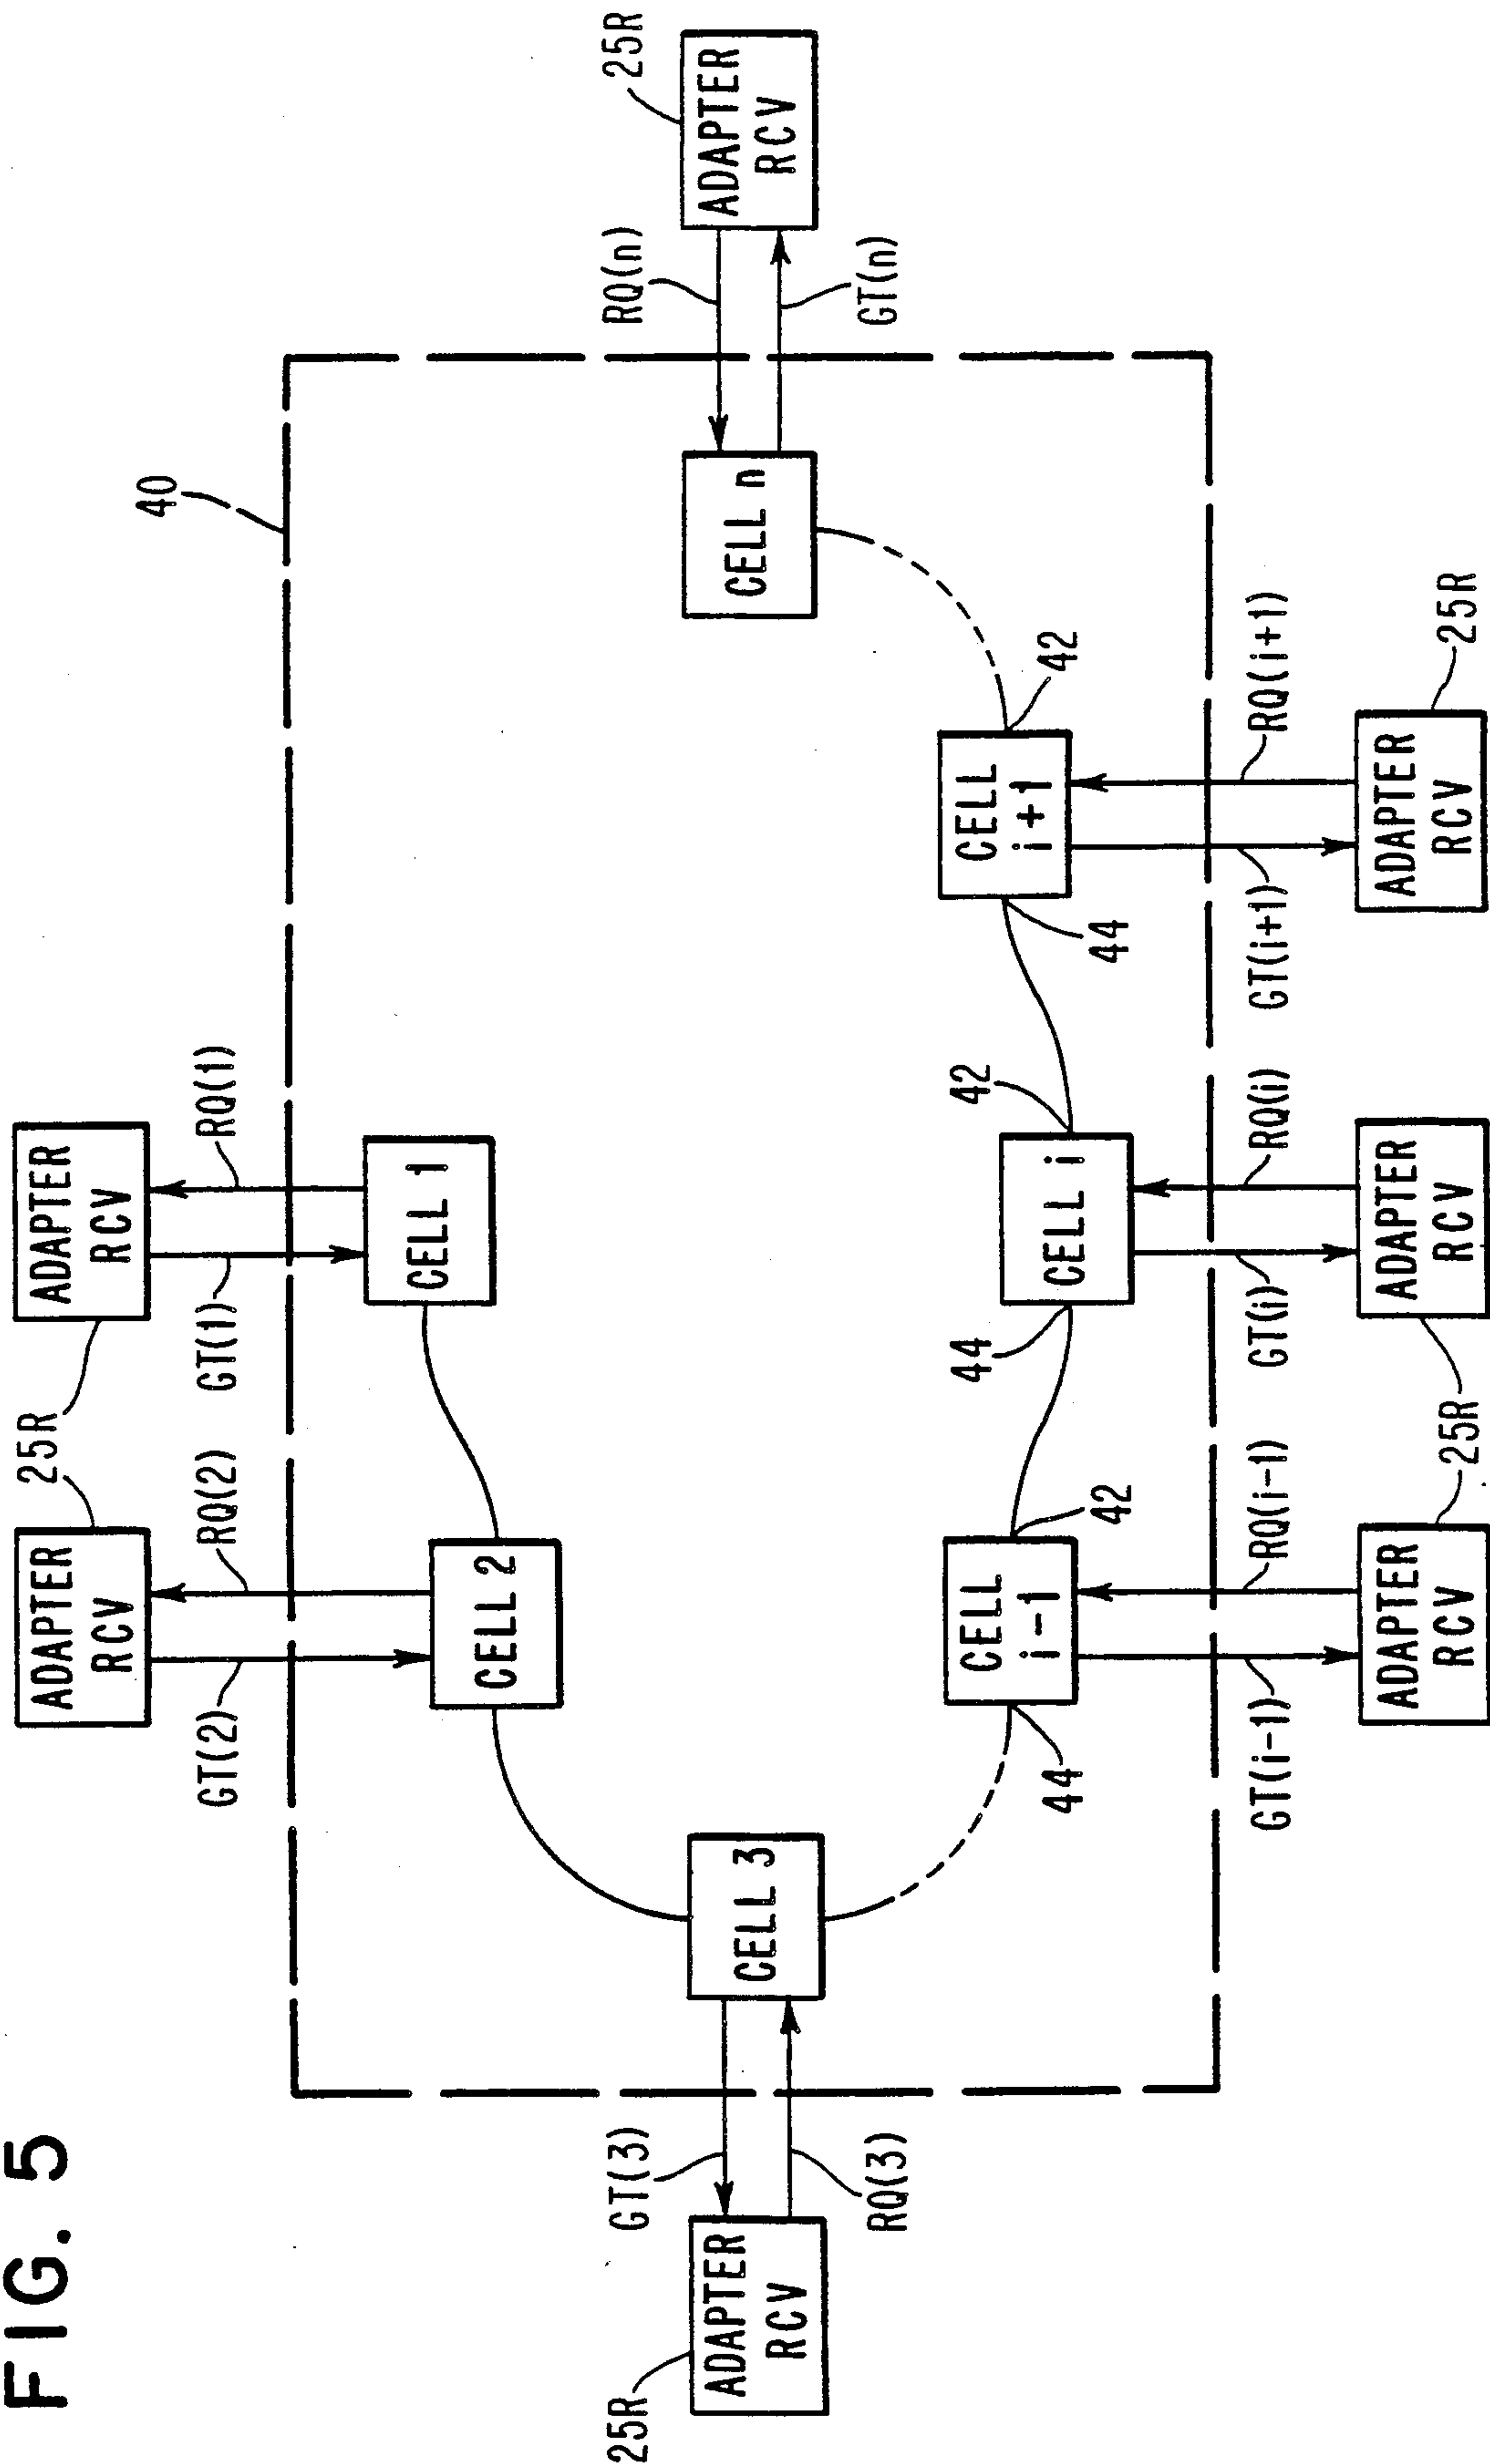 FIG. 5
25R
ADAPTER
RCV
GT(2)
RQ(2)
25R
ADAPTER
RCV
GT(1)
RQ(1)
40
CELL 2
CELL 1
25R
ADAPTER
RCV
GT(3)
RQ(3)
CELL 3
CELL n
RQ(n)
GT(n)
ADAPTER
RCV
25R
44
CELL
i-1
42
44
CELL i
42
44
CELL
i+1
42
GT(i-1)
RQ(i-1)
GT(i)
RQ(i)
GT(i+1)
RQ(i+1)
ADAPTER
RCV
25R
ADAPTER
RCV
ADAPTER
RCV
25R